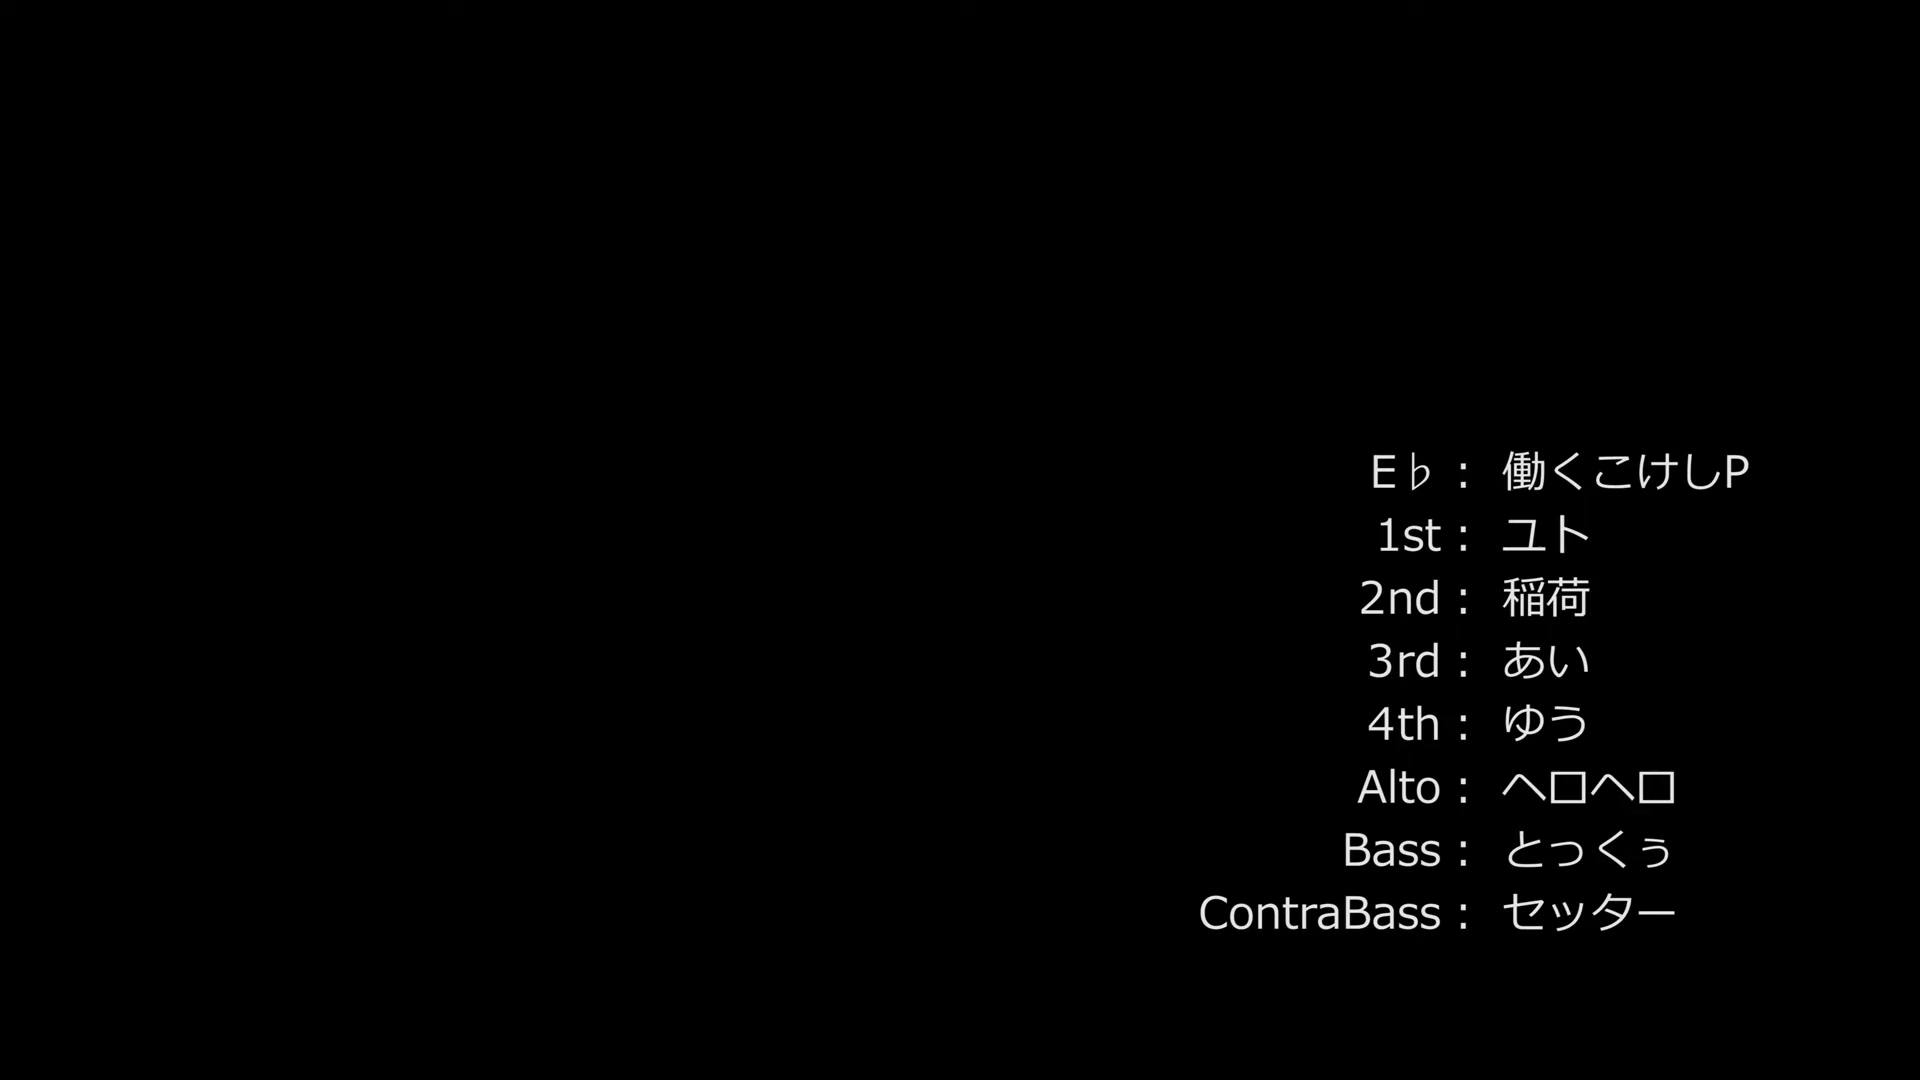 E♭： 働くこけしP
1st： ユト
2nd： 稲荷
3rd： あい
4th： ゆう
Alto： ヘロヘロ
Bass： とっくぅ
ContraBass： セッター